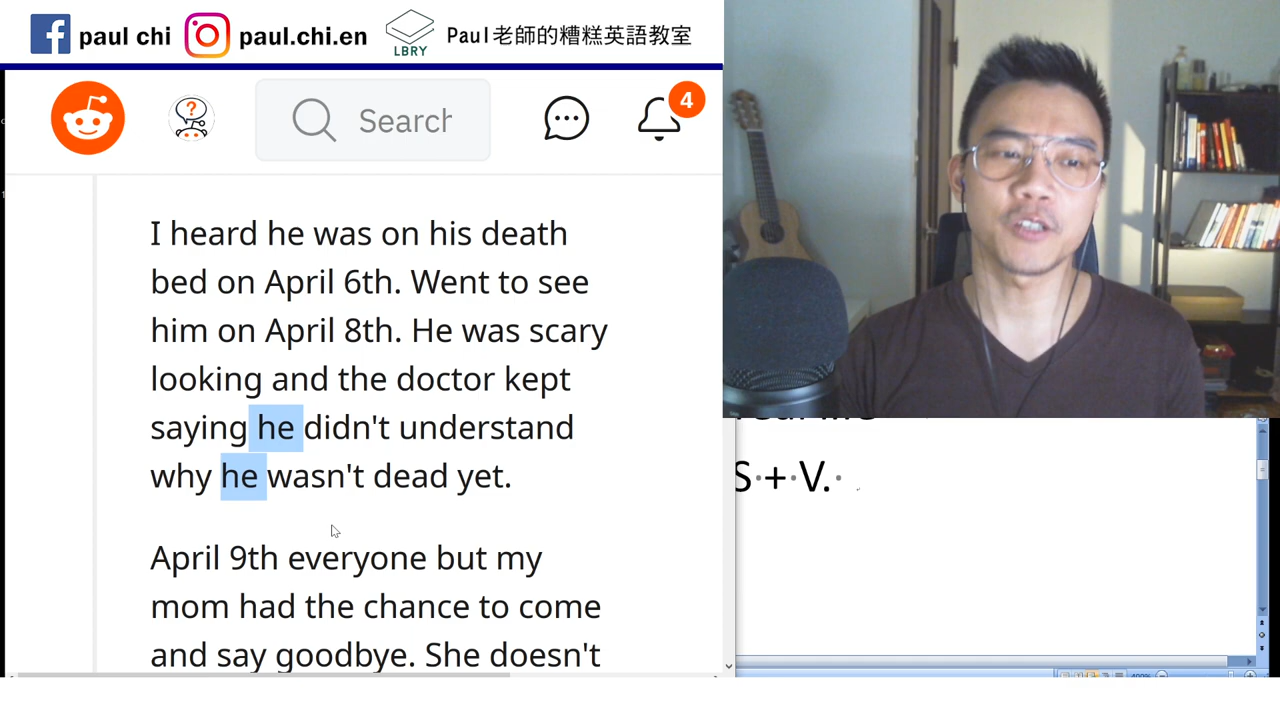 paul chi
paul.chi.en
LBRY
Paul老師的糟糕英語教室
Search
4
I heard he was on his death
bed on April 6th. Went to see
him on April 8th. He was scary
looking and the doctor kept
saying he didn't understand
why he wasn't dead yet.
April 9th everyone but my
mom had the chance to come
and say goodbye. She doesn't
S + V.